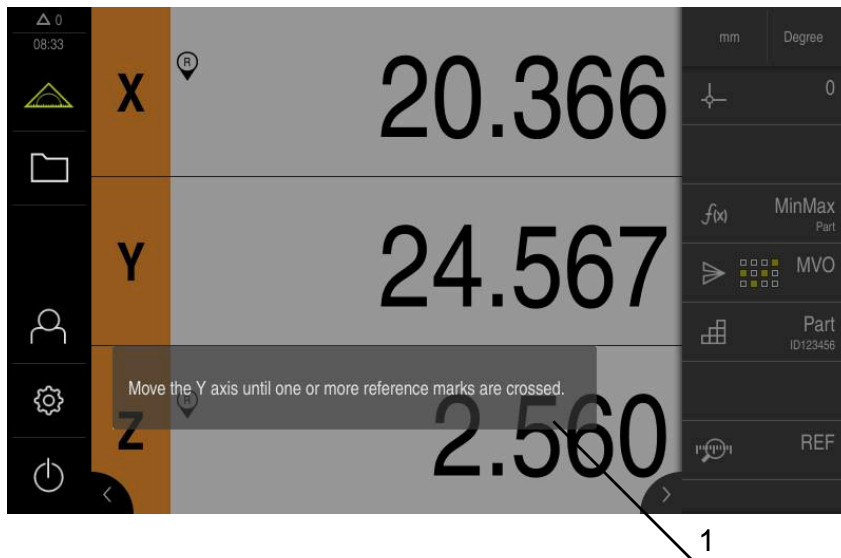 0
08:33
mm Degree
X R 20.366
0
Y 24.567
f(x) MinMax
Part
MVO
Part
ID123456
Move the Y axis until one or more reference marks are crossed.
Z R 2.560
REF
1